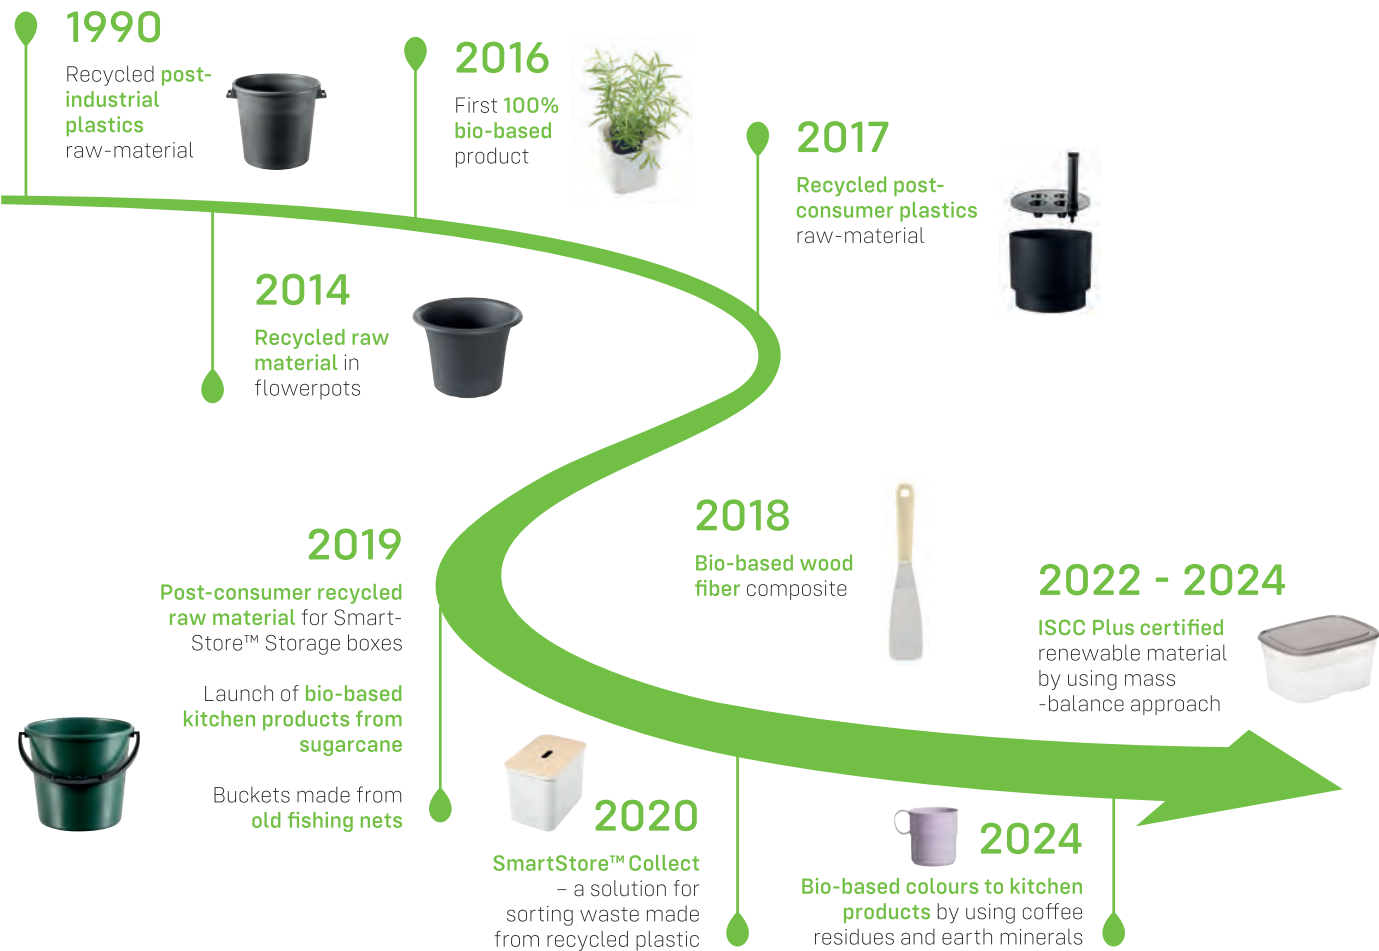 1990
Recycled post-
industrial
plastics
raw-material
2016
First 100%
bio-based
product
2017
Recycled post-
consumer plastics
raw-material
2014
Recycled raw
material in
flowerpots
2018
Bio-based wood
fiber composite
2019
Post-consumer recycled
raw material for Smart-
Store™ Storage boxes
Launch of bio-based
kitchen products from
sugarcane
Buckets made from
old fishing nets
2020
SmartStore™ Collect
– a solution for
sorting waste made
from recycled plastic
2022 - 2024
ISCC Plus certified
renewable material
by using mass
-balance approach
2024
Bio-based colours to kitchen
products by using coffee
residues and earth minerals